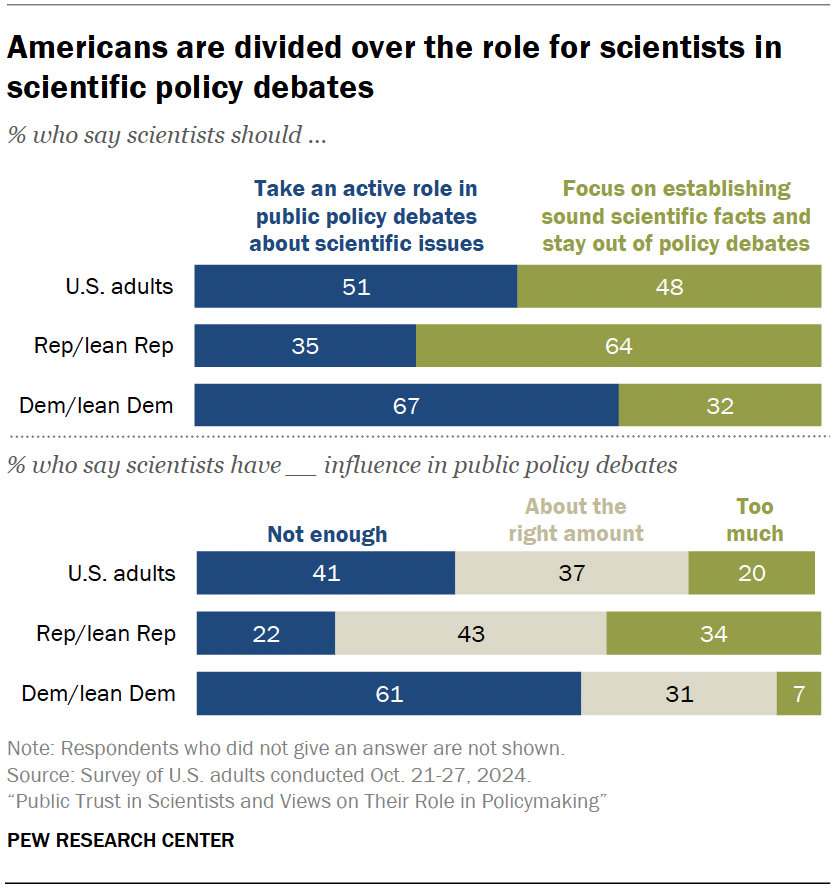 Americans are divided over the role for scientists in
scientific policy debates
% who say scientists should ...
Take an active role in
public policy debates
about scientific issues
Focus on establishing
sound scientific facts and
stay out of policy debates
U.S. adults 51 48
Rep/lean Rep 35 64
Dem/lean Dem 67 32
% who say scientists have __ influence in public policy debates
Not enough
About the
right amount
Too
much
U.S. adults 41 37 20
Rep/lean Rep 22 43 34
Dem/lean Dem 61 31 7
Note: Respondents who did not give an answer are not shown.
Source: Survey of U.S. adults conducted Oct. 21-27, 2024.
“Public Trust in Scientists and Views on Their Role in Policymaking”
PEW RESEARCH CENTER